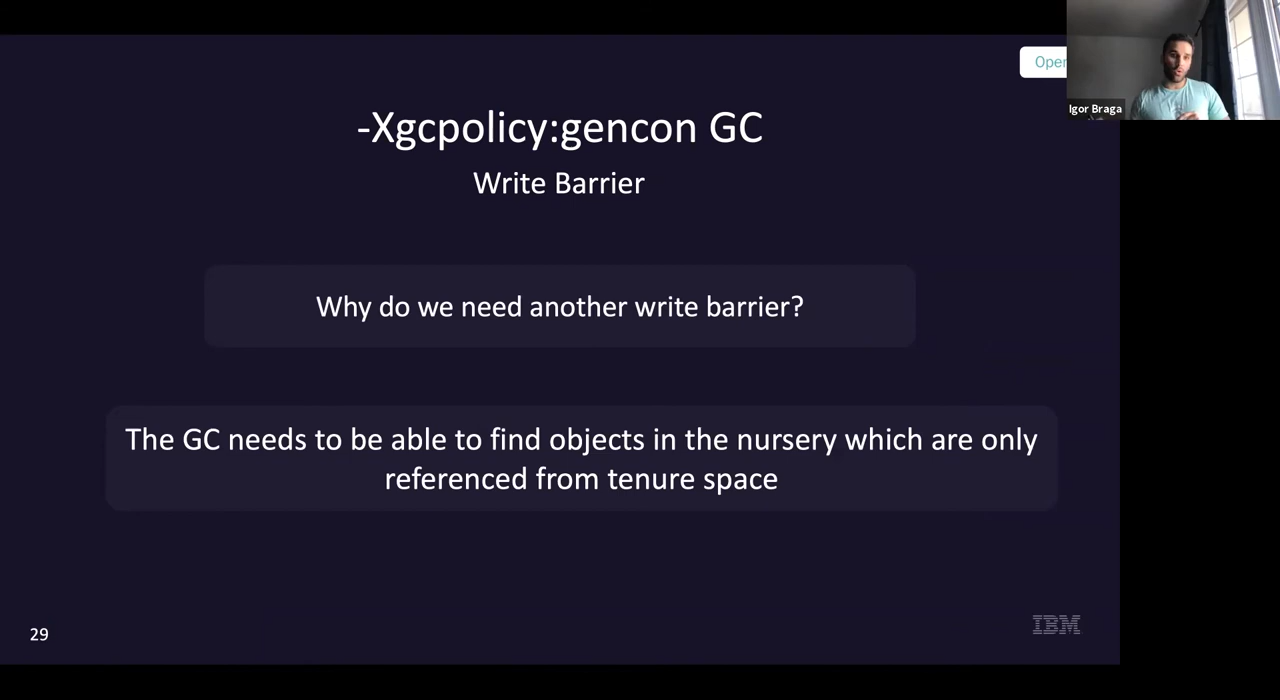 Open
Igor Braga
-Xgcpolicy:gencon GC
Write Barrier
Why do we need another write barrier?
The GC needs to be able to find objects in the nursery which are only
referenced from tenure space
29
IBM